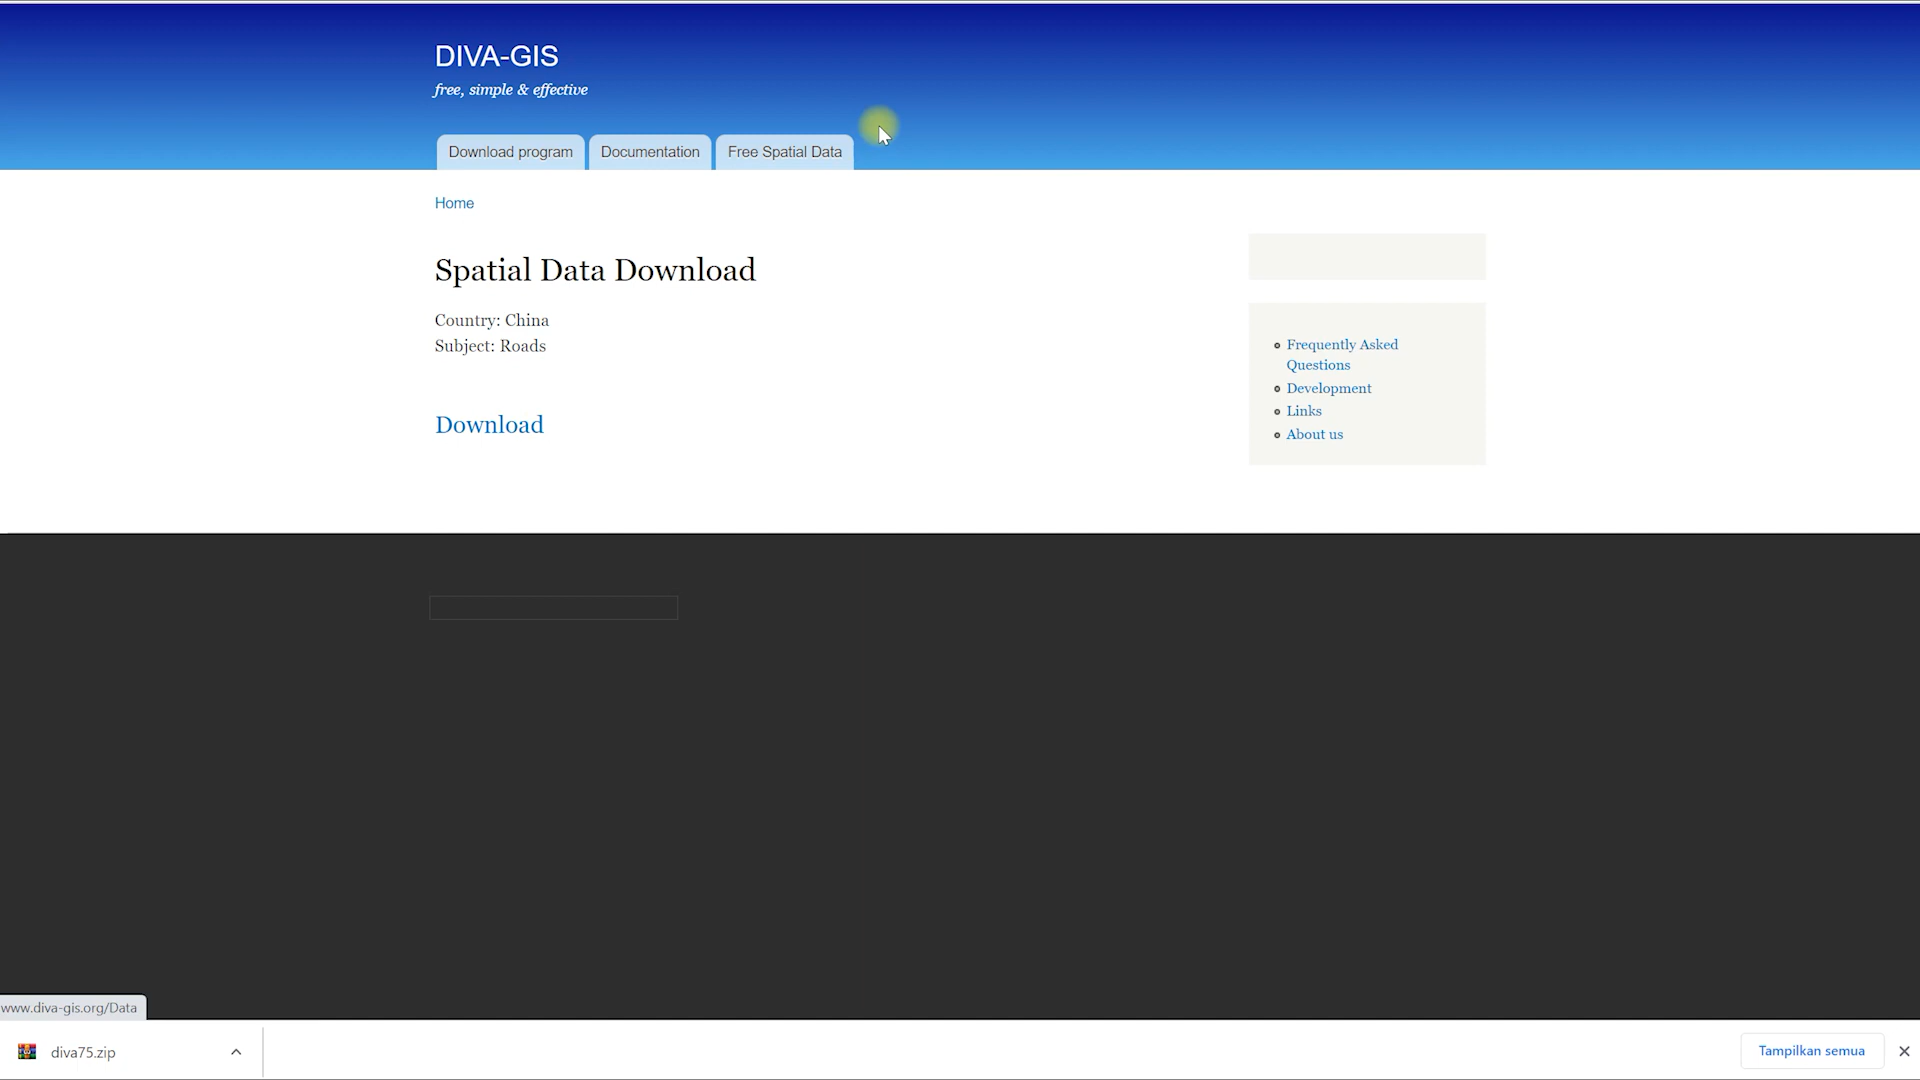 DIVA-GIS
free, simple & effective
Download program
Documentation
Free Spatial Data
Home
Spatial Data Download
Country: China
Subject: Roads
Download
Frequently Asked
Questions
Development
Links
About us
www.diva-gis.org/Data
diva75.zip
Tampilkan semua